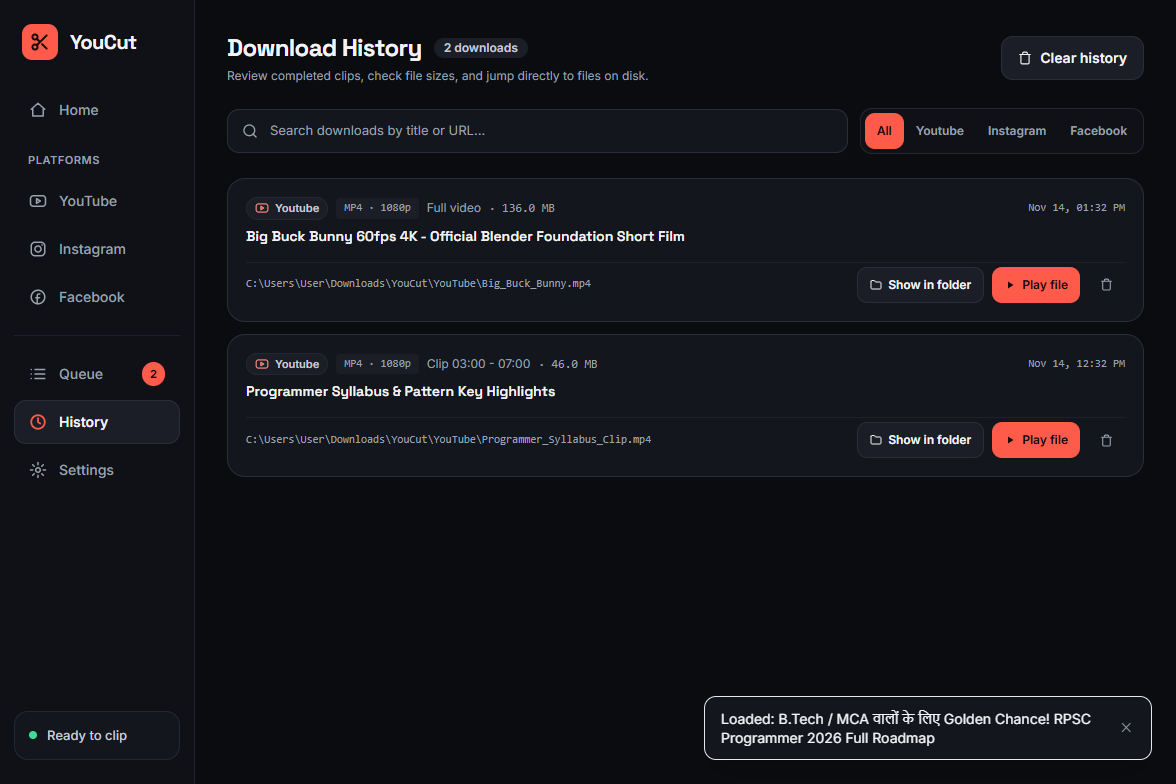 YouCut
Home
PLATFORMS
YouTube
Instagram
Facebook
Queue 2
History
Settings
Ready to clip
Download History 2 downloads
Review completed clips, check file sizes, and jump directly to files on disk.
Clear history
Search downloads by title or URL...
All Youtube Instagram Facebook
Youtube MP4 · 1080p Full video · 136.0 MB Nov 14, 01:32 PM
Big Buck Bunny 60fps 4K - Official Blender Foundation Short Film
C:\Users\User\Downloads\YouCut\YouTube\Big_Buck_Bunny.mp4 Show in folder Play file
Youtube MP4 · 1080p Clip 03:00 - 07:00 · 46.0 MB Nov 14, 12:32 PM
Programmer Syllabus & Pattern Key Highlights
C:\Users\User\Downloads\YouCut\YouTube\Programmer_Syllabus_Clip.mp4 Show in folder Play file
Loaded: B.Tech / MCA वालों के लिए Golden Chance! RPSC
Programmer 2026 Full Roadmap